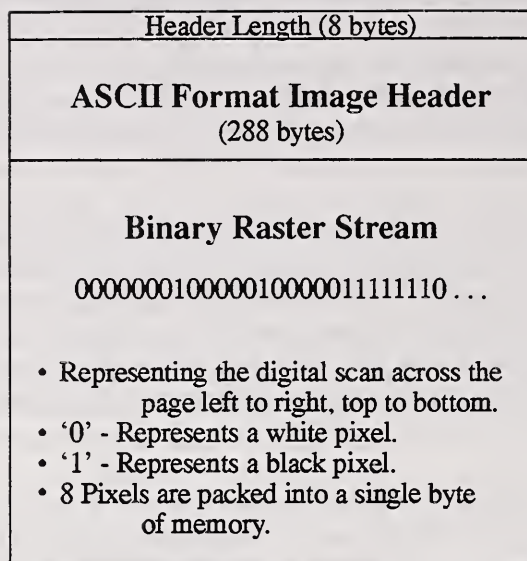 Header Length (8 bytes)
ASCII Format Image Header
(288 bytes)
Binary Raster Stream
00000001000001000001111110 . . .
• Representing the digital scan across the
page left to right, top to bottom.
• ‘0’ - Represents a white pixel.
• ‘1’ - Represents a black pixel.
• 8 Pixels are packed into a single byte
of memory.